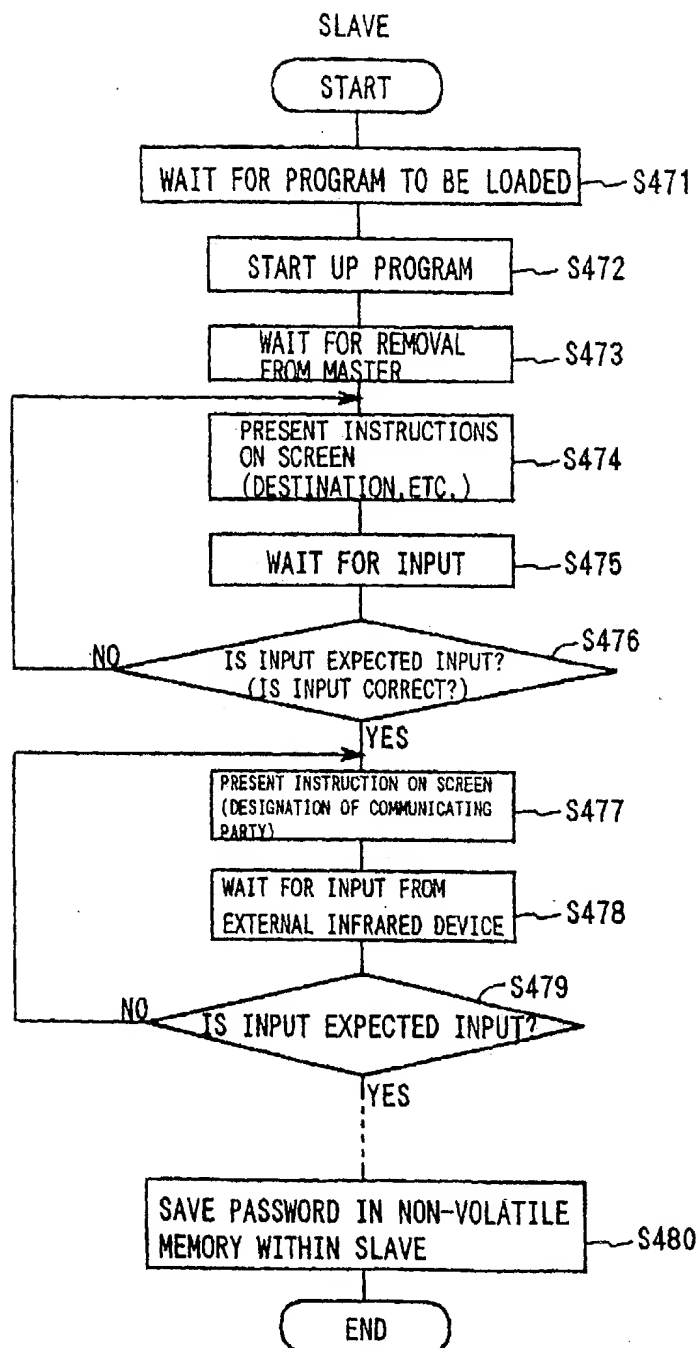 SLAVE
START
WAIT FOR PROGRAM TO BE LOADED
S471
START UP PROGRAM
S472
WAIT FOR REMOVAL
FROM MASTER
S473
PRESENT INSTRUCTIONS
ON SCREEN
(DESTINATION.ETC.)
S474
WAIT FOR INPUT
S475
S476
NO
IS INPUT EXPECTED INPUT?
(IS INPUT CORRECT?)
YES
PRESENT INSTRUCTION ON SCREEN
(DESIGNATION OF COMMUNICATING
PARTY)
S477
WAIT FOR INPUT FROM
EXTERNAL INFRARED DEVICE
S478
S479
NO
IS INPUT EXPECTED INPUT?
YES
SAVE PASSWORD IN NON-VOLATILE
MEMORY WITHIN SLAVE
S480
END